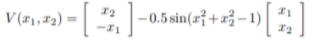 V(x₁, x₂) = [ x₂ ; −x₁ ] − 0.5 sin(x₁² + x₂² − 1) [ x₁ ; x₂ ]